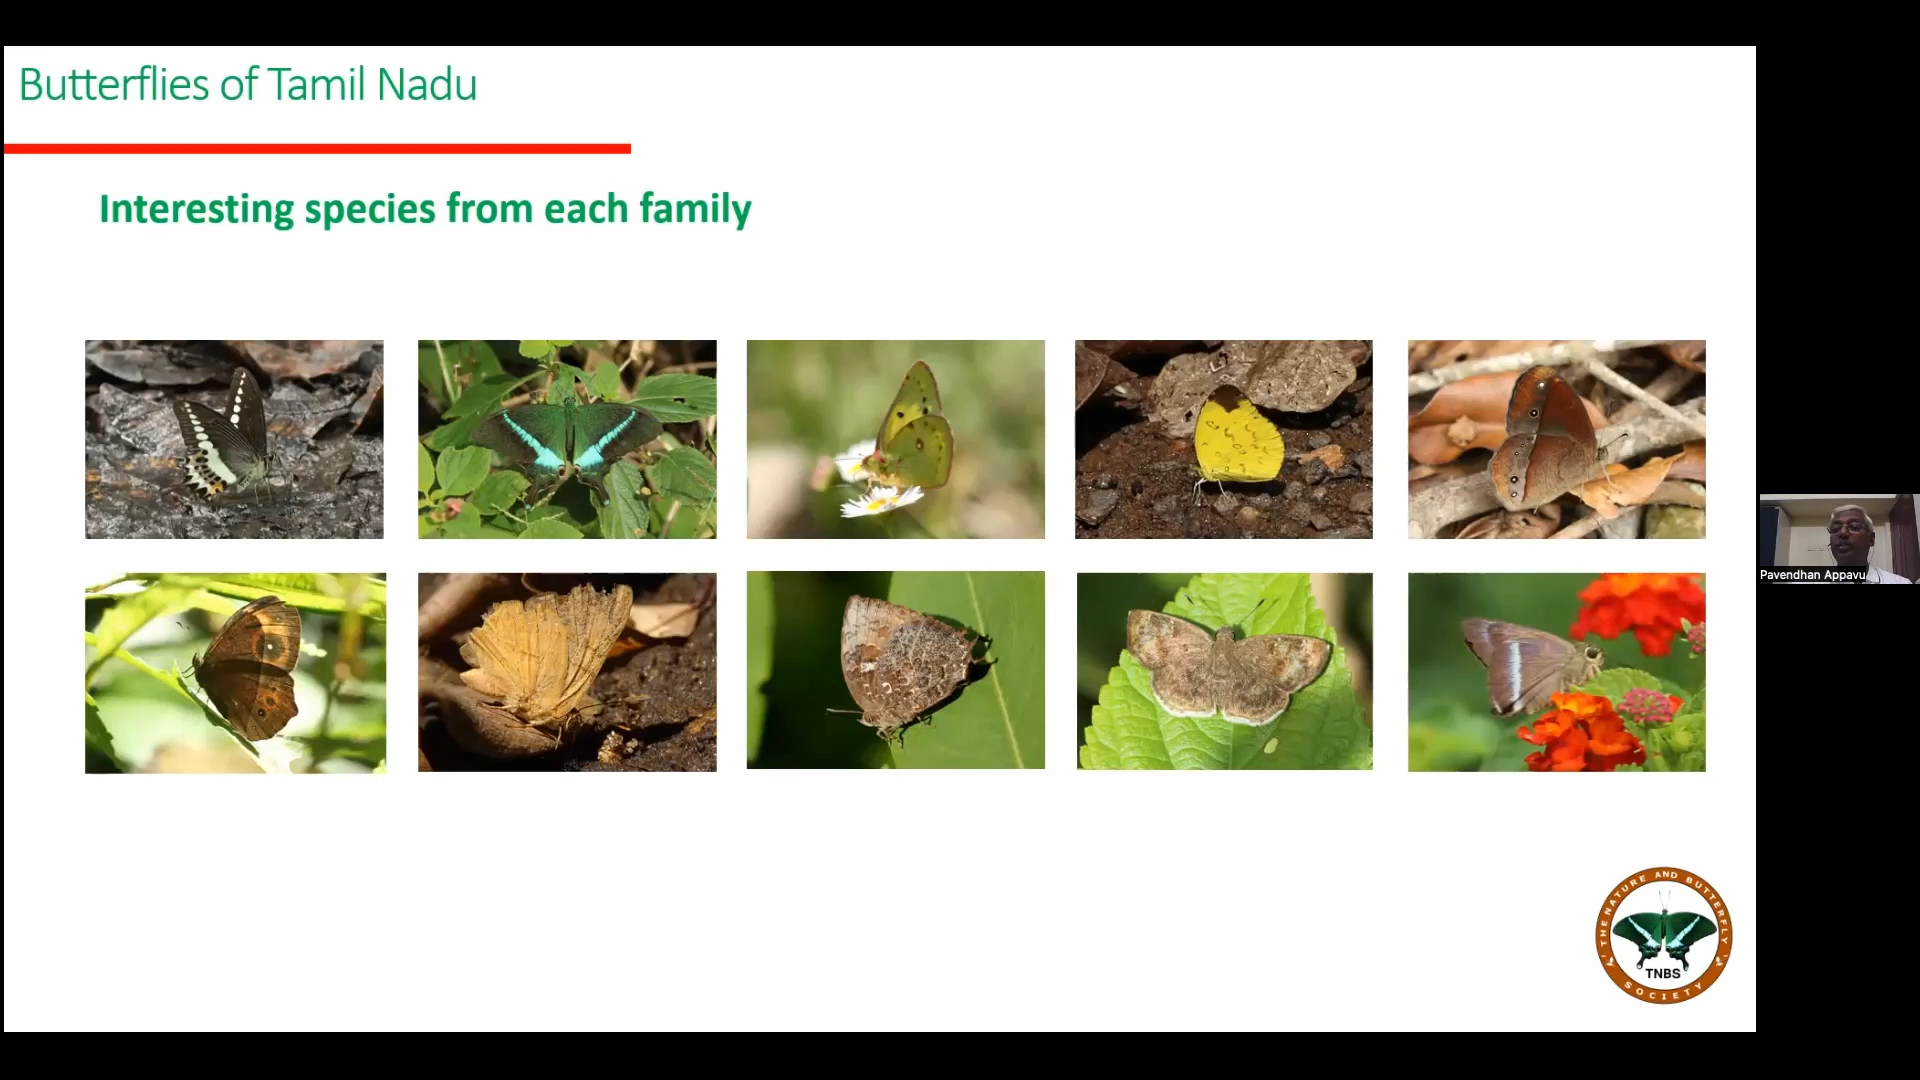 Butterflies of Tamil Nadu
Interesting species from each family
Pavendhan Appavu
THE NATURE AND BUTTERFLY
TNBS
SOCIETY